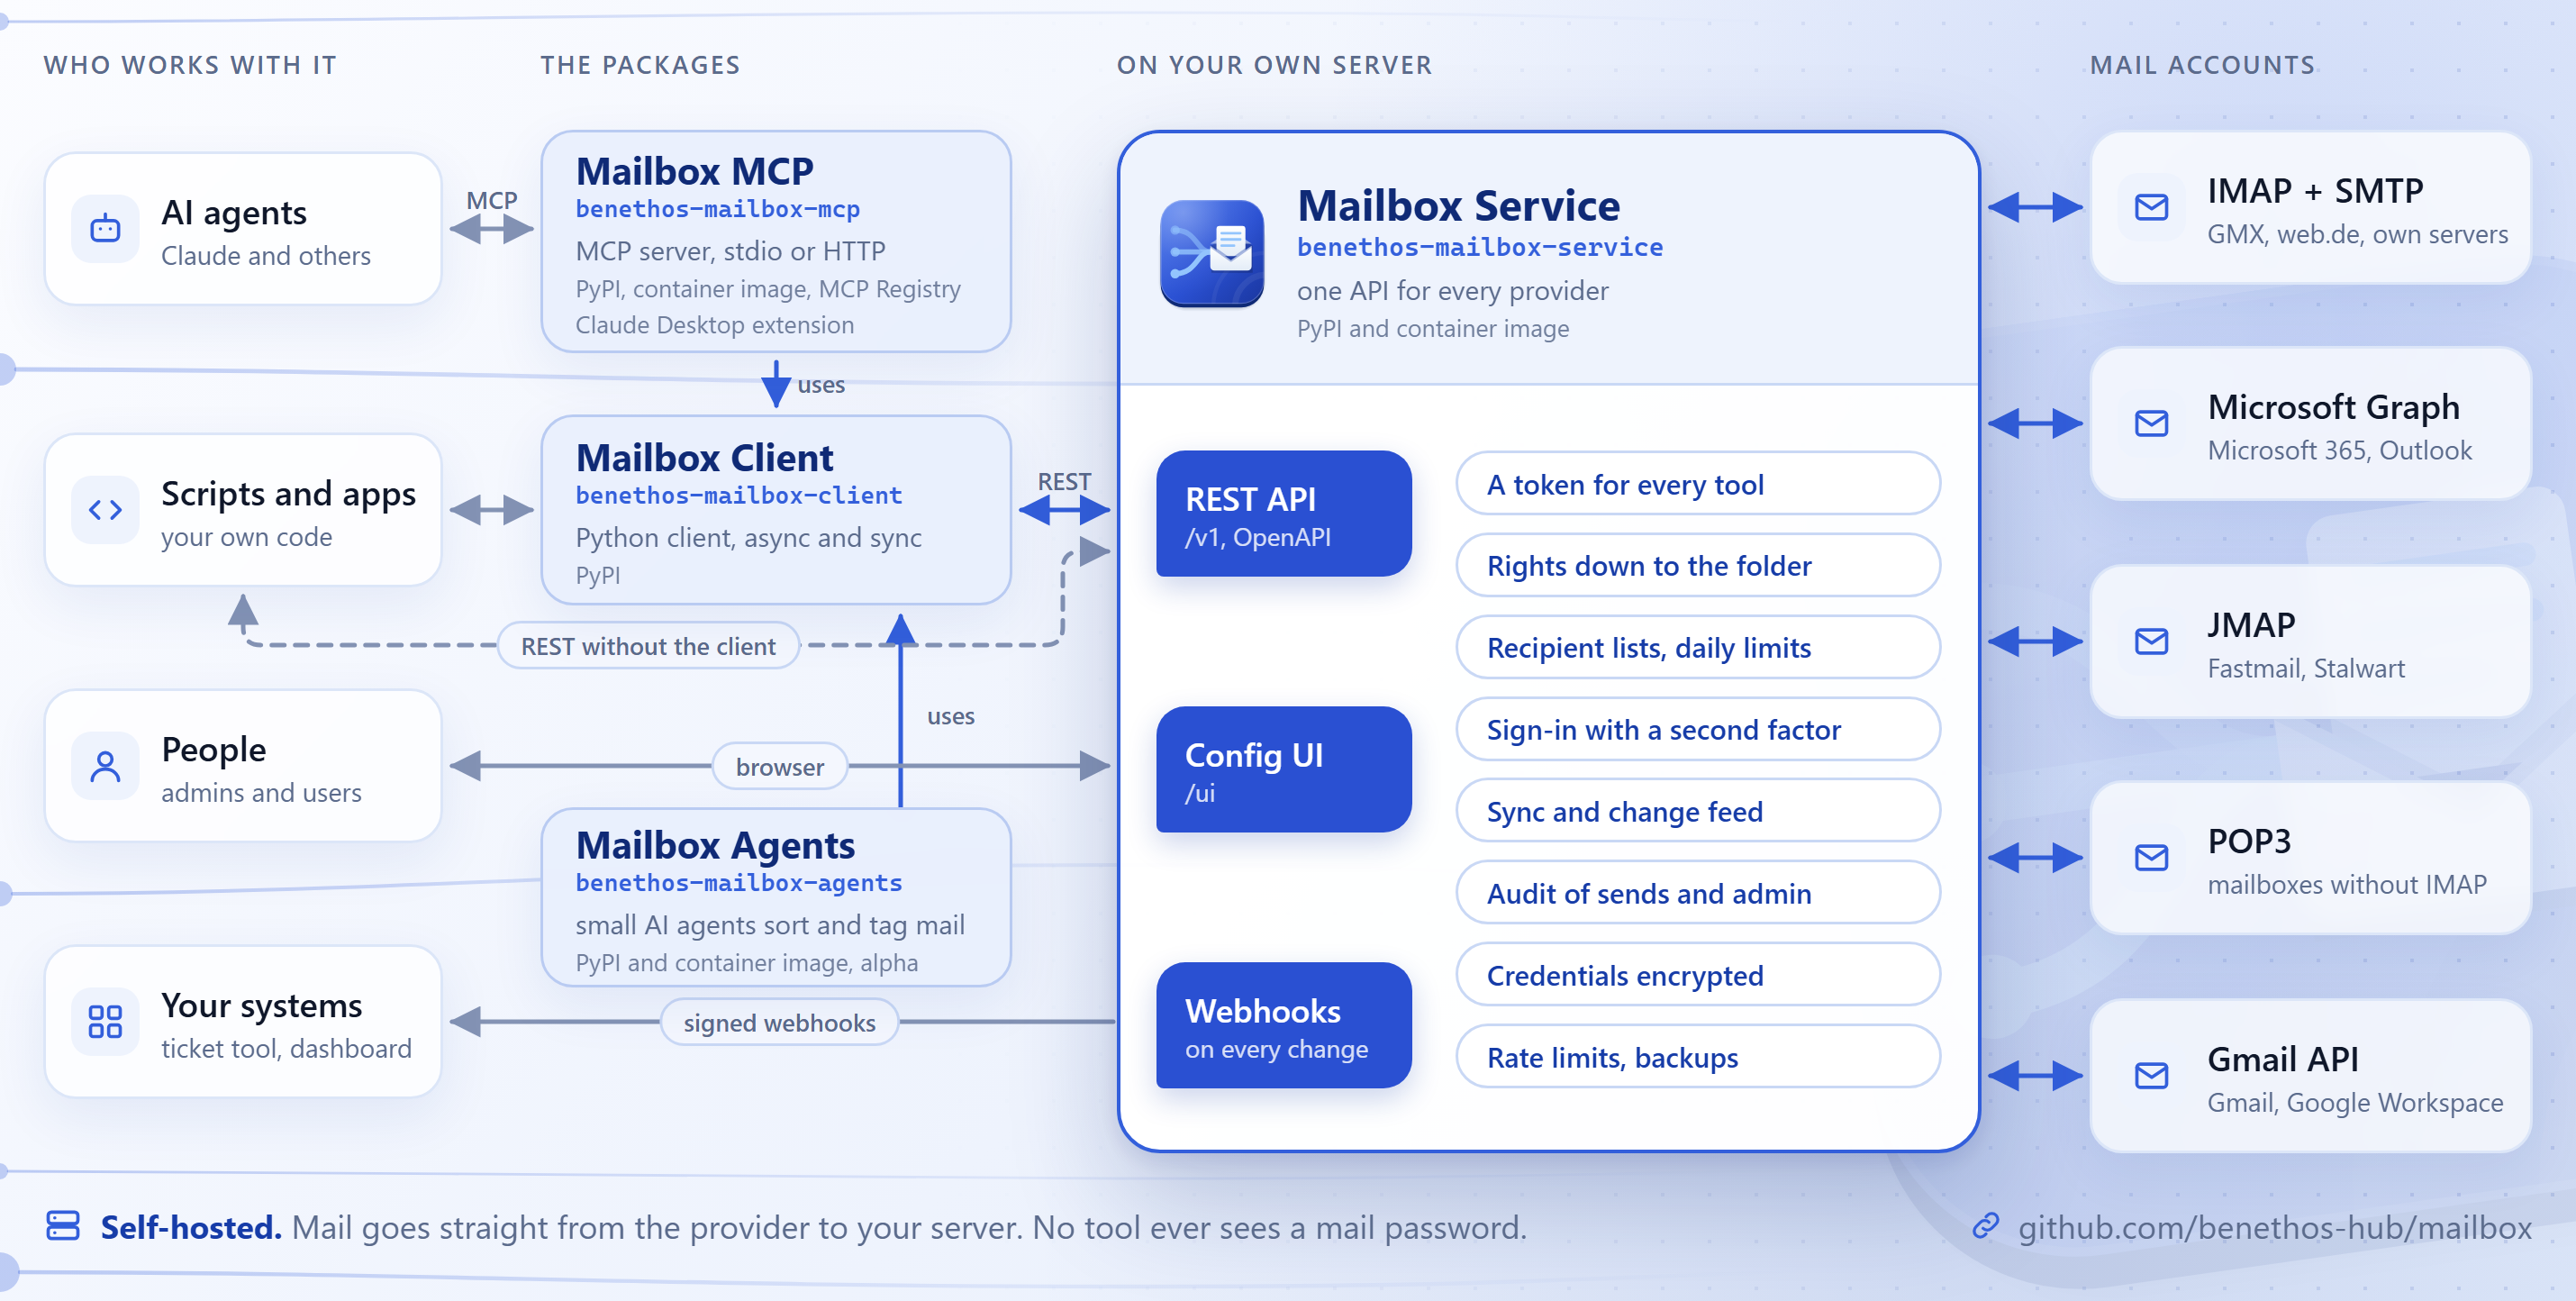 WHO WORKS WITH IT
THE PACKAGES
ON YOUR OWN SERVER
MAIL ACCOUNTS
AI agents
Claude and others
MCP
Mailbox MCP
benethos-mailbox-mcp
MCP server, stdio or HTTP
PyPI, container image, MCP Registry
Claude Desktop extension
uses
Scripts and apps
your own code
Mailbox Client
benethos-mailbox-client
Python client, async and sync
PyPI
REST
REST without the client
uses
People
admins and users
browser
Mailbox Agents
benethos-mailbox-agents
small AI agents sort and tag mail
PyPI and container image, alpha
Your systems
ticket tool, dashboard
signed webhooks
Mailbox Service
benethos-mailbox-service
one API for every provider
PyPI and container image
REST API
/v1, OpenAPI
Config UI
/ui
Webhooks
on every change
A token for every tool
Rights down to the folder
Recipient lists, daily limits
Sign-in with a second factor
Sync and change feed
Audit of sends and admin
Credentials encrypted
Rate limits, backups
IMAP + SMTP
GMX, web.de, own servers
Microsoft Graph
Microsoft 365, Outlook
JMAP
Fastmail, Stalwart
POP3
mailboxes without IMAP
Gmail API
Gmail, Google Workspace
Self-hosted. Mail goes straight from the provider to your server. No tool ever sees a mail password.
github.com/benethos-hub/mailbox